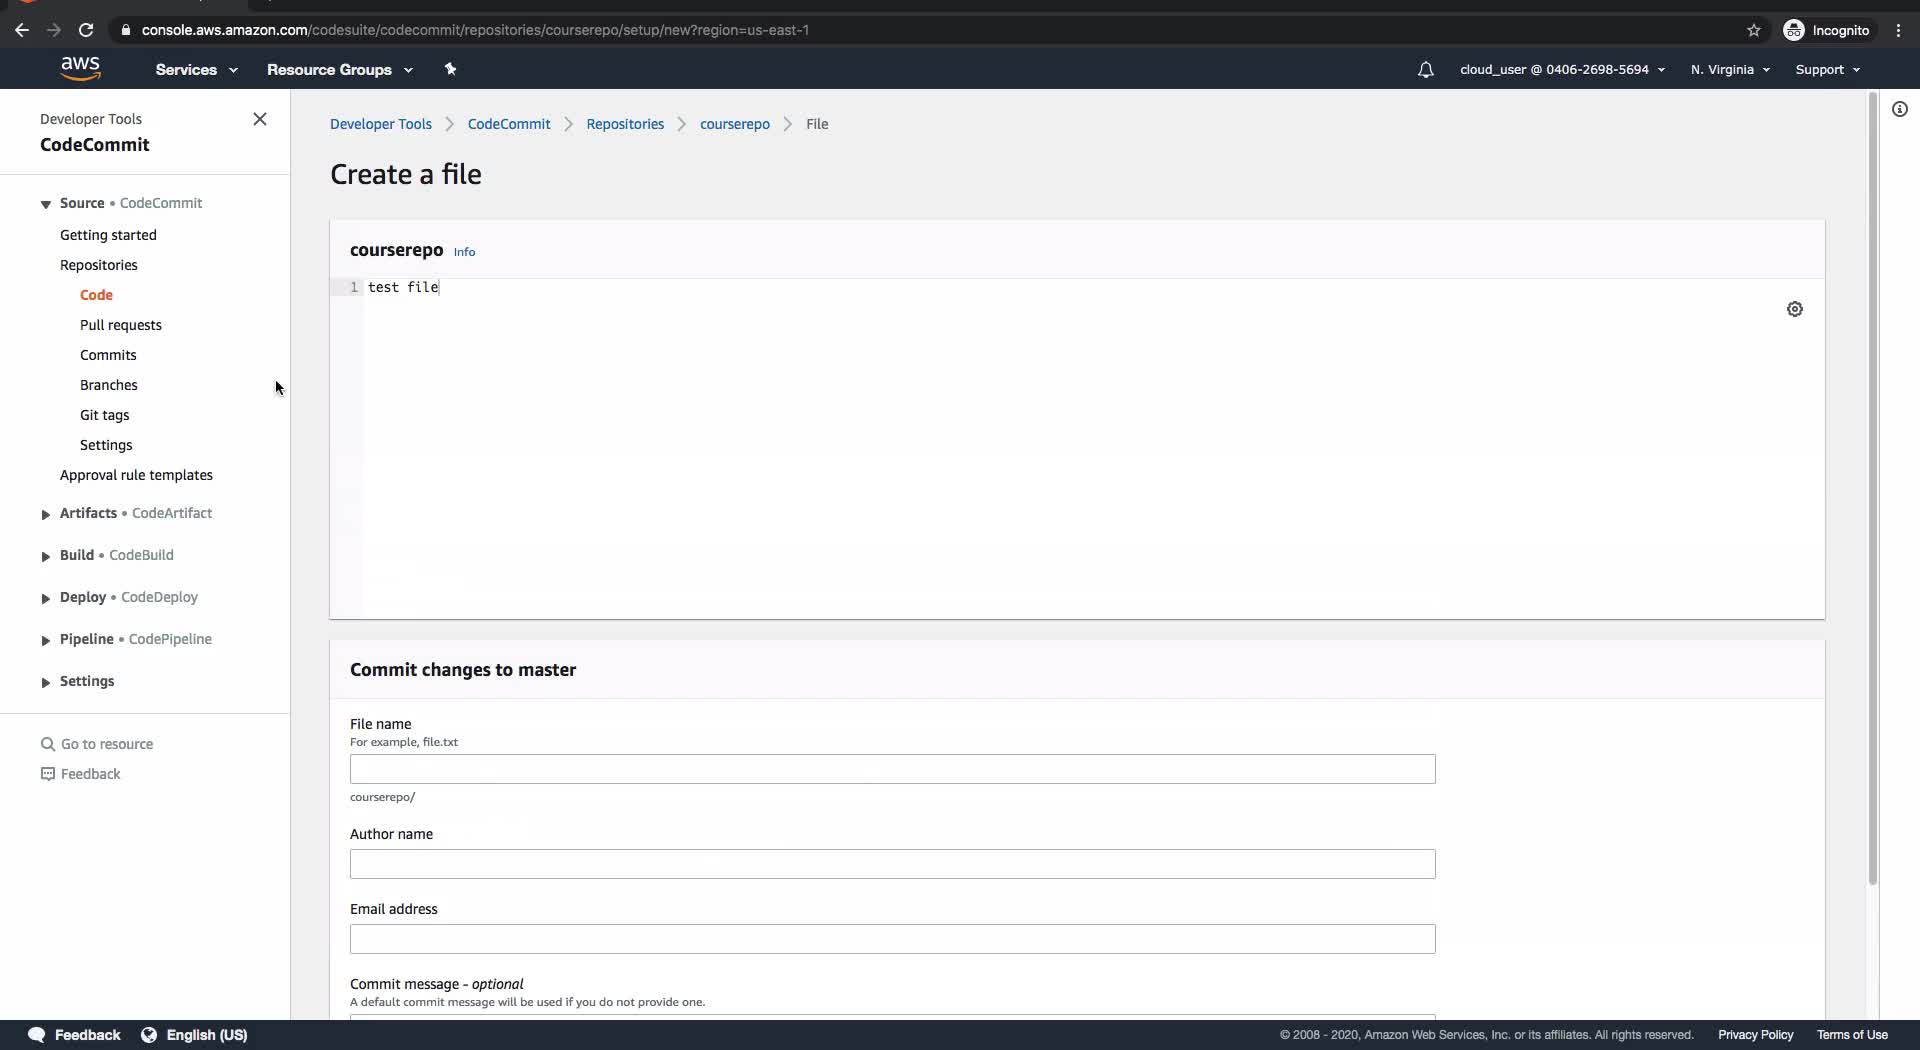 console.aws.amazon.com/codesuite/codecommit/repositories/courserepo/setup/new?region=us-east-1
Incognito
aws
Services
Resource Groups
cloud_user @ 0406-2698-5694
N. Virginia
Support
Developer Tools
CodeCommit
Source • CodeCommit
Getting started
Repositories
Code
Pull requests
Commits
Branches
Git tags
Settings
Approval rule templates
Artifacts • CodeArtifact
Build • CodeBuild
Deploy • CodeDeploy
Pipeline • CodePipeline
Settings
Go to resource
Feedback
Developer Tools
CodeCommit
Repositories
courserepo
File
Create a file
courserepo Info
1 test file
Commit changes to master
File name
For example, file.txt
courserepo/
Author name
Email address
Commit message - optional
A default commit message will be used if you do not provide one.
Feedback
English (US)
© 2008 - 2020, Amazon Web Services, Inc. or its affiliates. All rights reserved.
Privacy Policy
Terms of Use